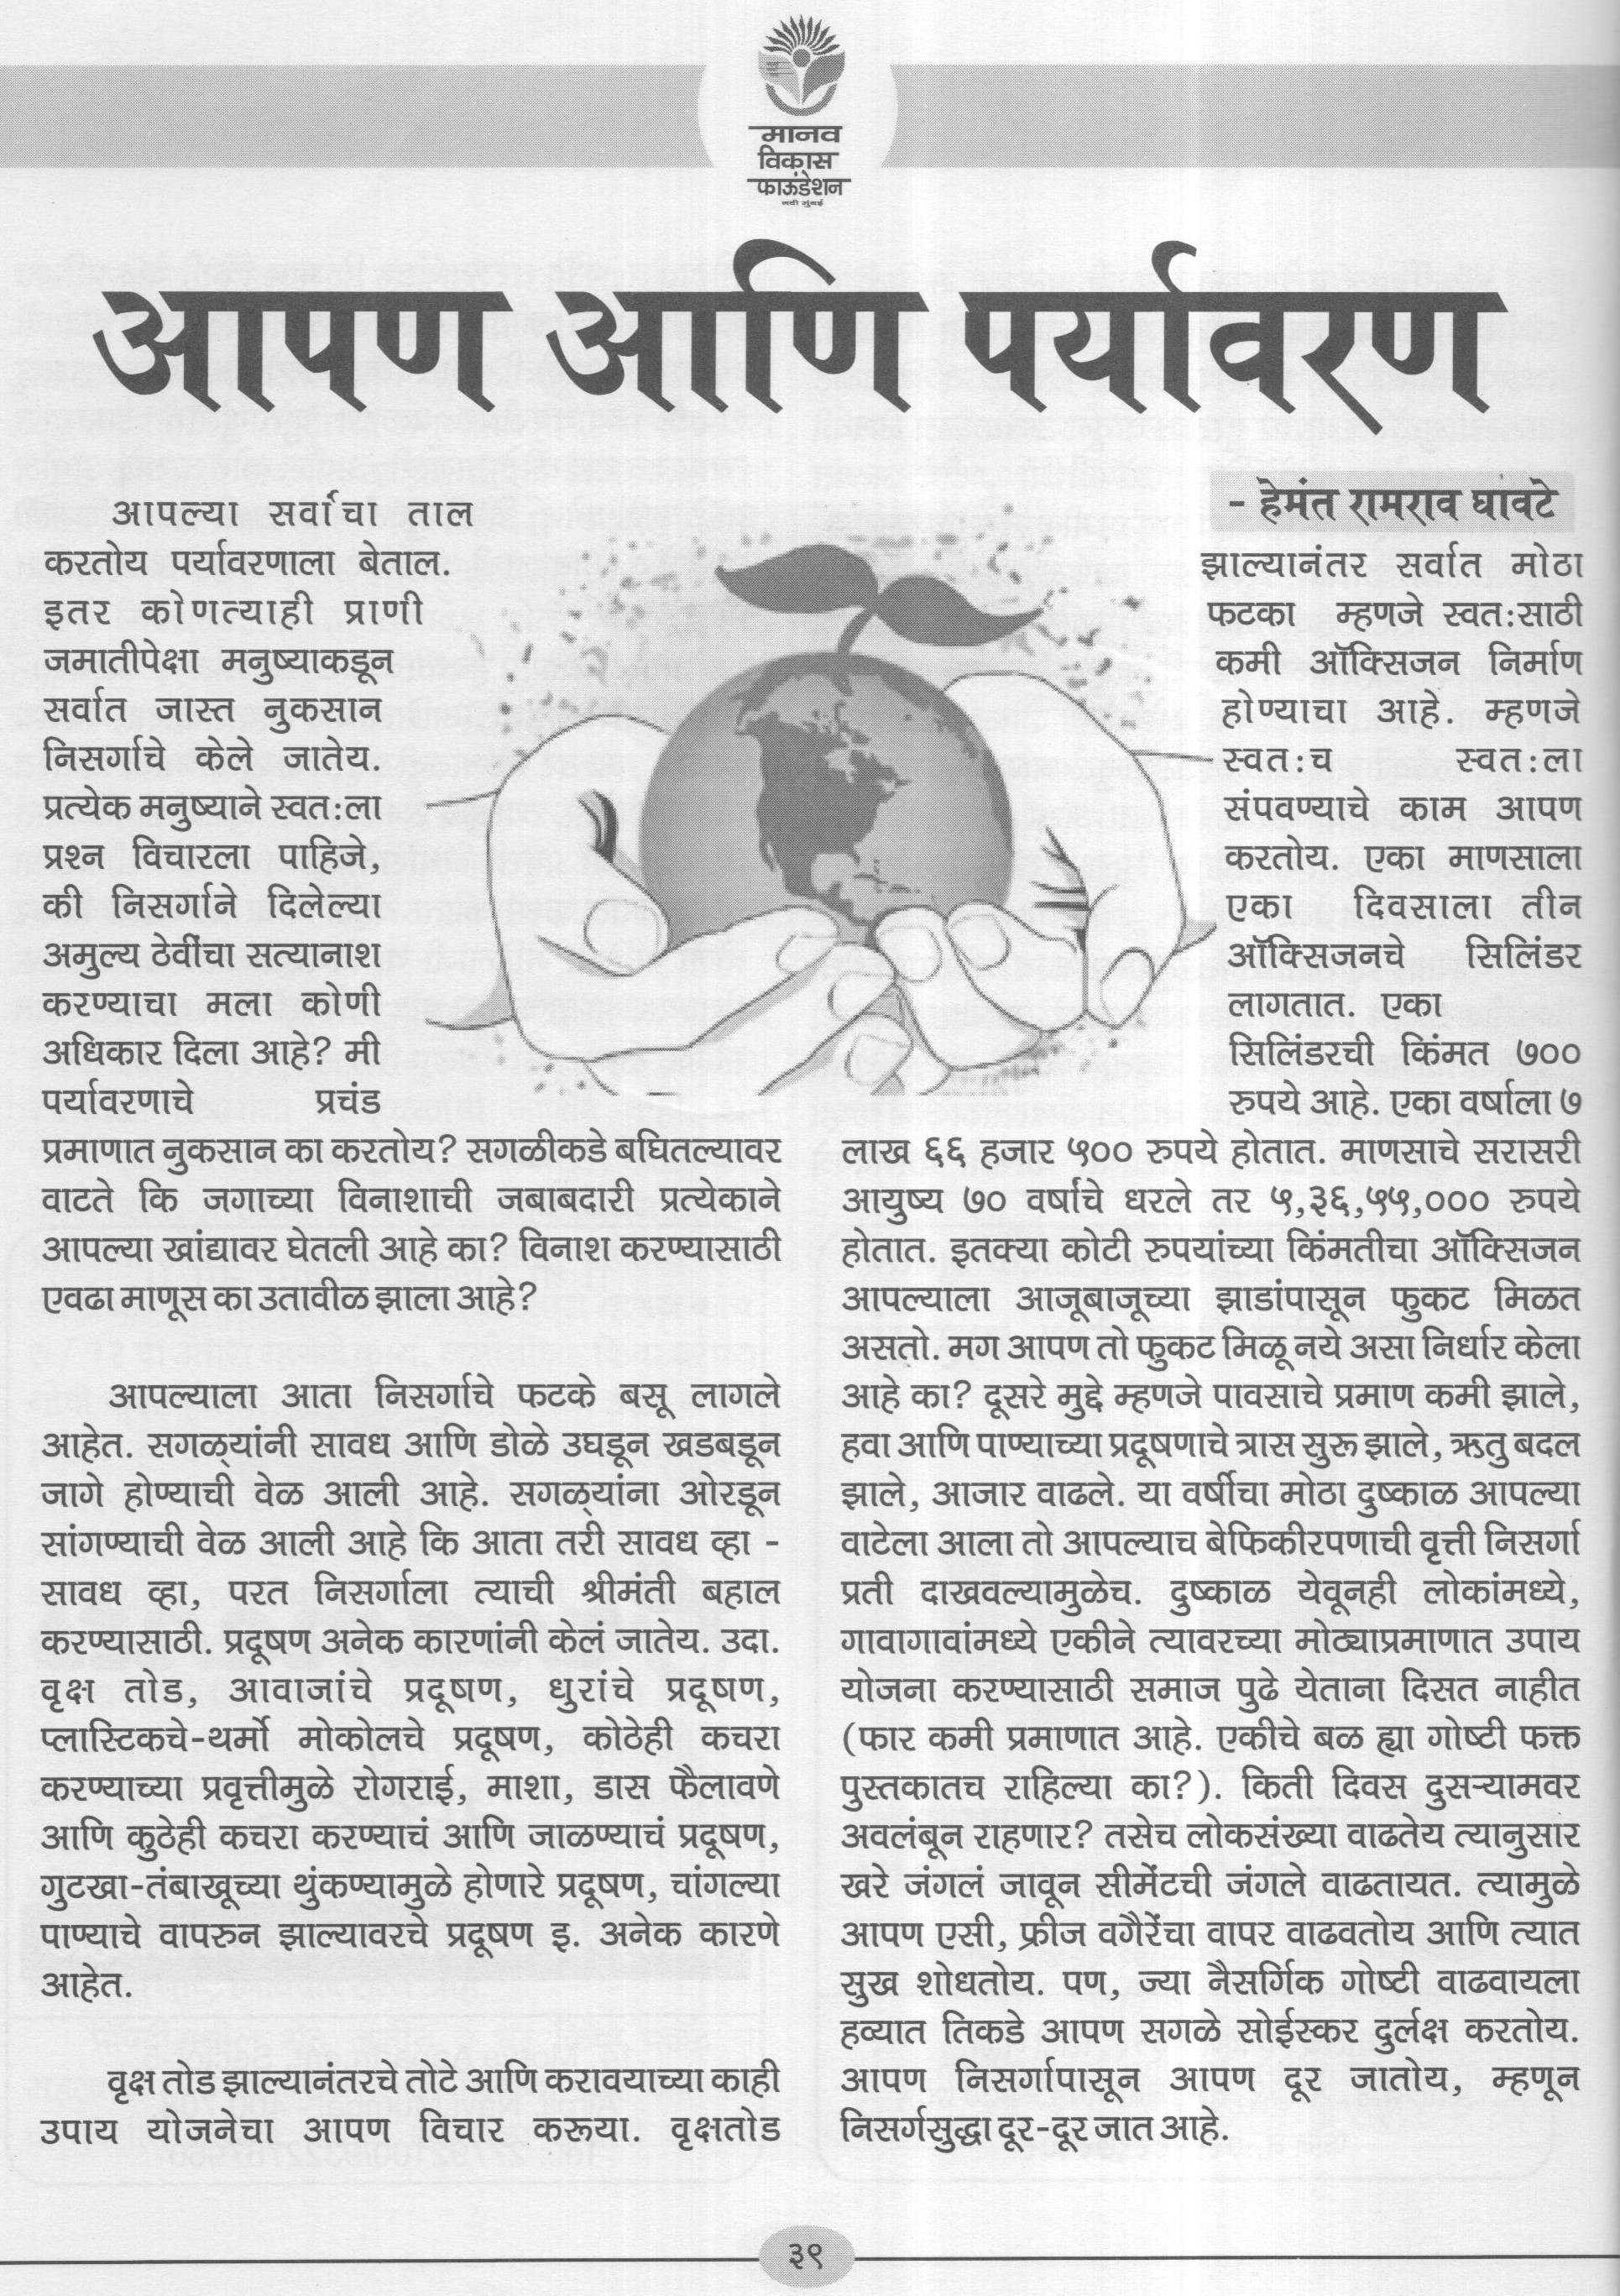 मानव
विकास
फाऊंडेशन
नवी मुंबई
आपण आणि पर्यावरण
- हेमंत रामराव घावटे
आपल्या सर्वांचा ताल
करतोय पर्यावरणाला बेताल.
इतर कोणत्याही प्राणी
जमातीपेक्षा मनुष्याकडून
सर्वात जास्त नुकसान
निसर्गाचे केले जातेय.
प्रत्येक मनुष्याने स्वत:ला
प्रश्न विचारला पाहिजे,
की निसर्गाने दिलेल्या
अमुल्य ठेवींचा सत्यानाश
करण्याचा मला कोणी
अधिकार दिला आहे? मी
पर्यावरणाचे प्रचंड
प्रमाणात नुकसान का करतोय? सगळीकडे बघितल्यावर
वाटते कि जगाच्या विनाशाची जबाबदारी प्रत्येकाने
आपल्या खांद्यावर घेतली आहे का? विनाश करण्यासाठी
एवढा माणूस का उतावीळ झाला आहे?
आपल्याला आता निसर्गाचे फटके बसू लागले
आहेत. सगळ्यांनी सावध आणि डोळे उघडून खडबडून
जागे होण्याची वेळ आली आहे. सगळ्यांना ओरडून
सांगण्याची वेळ आली आहे कि आता तरी सावध व्हा -
सावध व्हा, परत निसर्गाला त्याची श्रीमंती बहाल
करण्यासाठी. प्रदूषण अनेक कारणांनी केलं जातेय. उदा.
वृक्ष तोड, आवाजांचे प्रदूषण, धुरांचे प्रदूषण,
प्लास्टिकचे-थर्मो मोकोलचे प्रदूषण, कोठेही कचरा
करण्याच्या प्रवृत्तीमुळे रोगराई, माशा, डास फैलावणे
आणि कुठेही कचरा करण्याचं आणि जाळण्याचं प्रदूषण,
गुटखा-तंबाखूच्या थुंकण्यामुळे होणारे प्रदूषण, चांगल्या
पाण्याचे वापरुन झाल्यावरचे प्रदूषण इ. अनेक कारणे
आहेत.
वृक्ष तोड झाल्यानंतरचे तोटे आणि करावयाच्या काही
उपाय योजनेचा आपण विचार करूया. वृक्षतोड
झाल्यानंतर सर्वात मोठा
फटका म्हणजे स्वत:साठी
कमी ऑक्सिजन निर्माण
होण्याचा आहे. म्हणजे
स्वत:च स्वत:ला
संपवण्याचे काम आपण
करतोय. एका माणसाला
एका दिवसाला तीन
ऑक्सिजनचे सिलिंडर
लागतात. एका
सिलिंडरची किंमत ७००
रुपये आहे. एका वर्षाला ७
लाख ६६ हजार ५०० रुपये होतात. माणसाचे सरासरी
आयुष्य ७० वर्षांचे धरले तर ५,३६,५५,००० रुपये
होतात. इतक्या कोटी रुपयांच्या किंमतीचा ऑक्सिजन
आपल्याला आजूबाजूच्या झाडांपासून फुकट मिळत
असतो. मग आपण तो फुकट मिळू नये असा निर्धार केला
आहे का? दूसरे मुद्दे म्हणजे पावसाचे प्रमाण कमी झाले,
हवा आणि पाण्याच्या प्रदूषणाचे त्रास सुरू झाले, ऋतु बदल
झाले, आजार वाढले. या वर्षीचा मोठा दुष्काळ आपल्या
वाटेला आला तो आपल्याच बेफिकीरपणाची वृत्ती निसर्गा
प्रती दाखवल्यामुळेच. दुष्काळ येवूनही लोकांमध्ये,
गावागावांमध्ये एकीने त्यावरच्या मोठ्याप्रमाणात उपाय
योजना करण्यासाठी समाज पुढे येताना दिसत नाहीत
(फार कमी प्रमाणात आहे. एकीचे बळ ह्या गोष्टी फक्त
पुस्तकातच राहिल्या का?). किती दिवस दुसऱ्यामवर
अवलंबून राहणार? तसेच लोकसंख्या वाढतेय त्यानुसार
खरे जंगलं जावून सीमेंटची जंगले वाढतायत. त्यामुळे
आपण एसी, फ्रीज वगैरेंचा वापर वाढवतोय आणि त्यात
सुख शोधतोय. पण, ज्या नैसर्गिक गोष्टी वाढवायला
हव्यात तिकडे आपण सगळे सोईस्कर दुर्लक्ष करतोय.
आपण निसर्गापासून आपण दूर जातोय, म्हणून
निसर्गसुद्धा दूर-दूर जात आहे.
३९